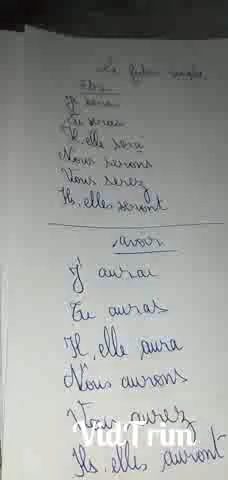 Le futur simple.
Être
Je serai
Tu seras
Il, elle sera
Nous serons
Vous serez
Ils, elles seront
avoir
J' aurai
Tu auras
Il, elle aura
Nous aurons
Vous aurez
VidTrim
Ils, elles auront